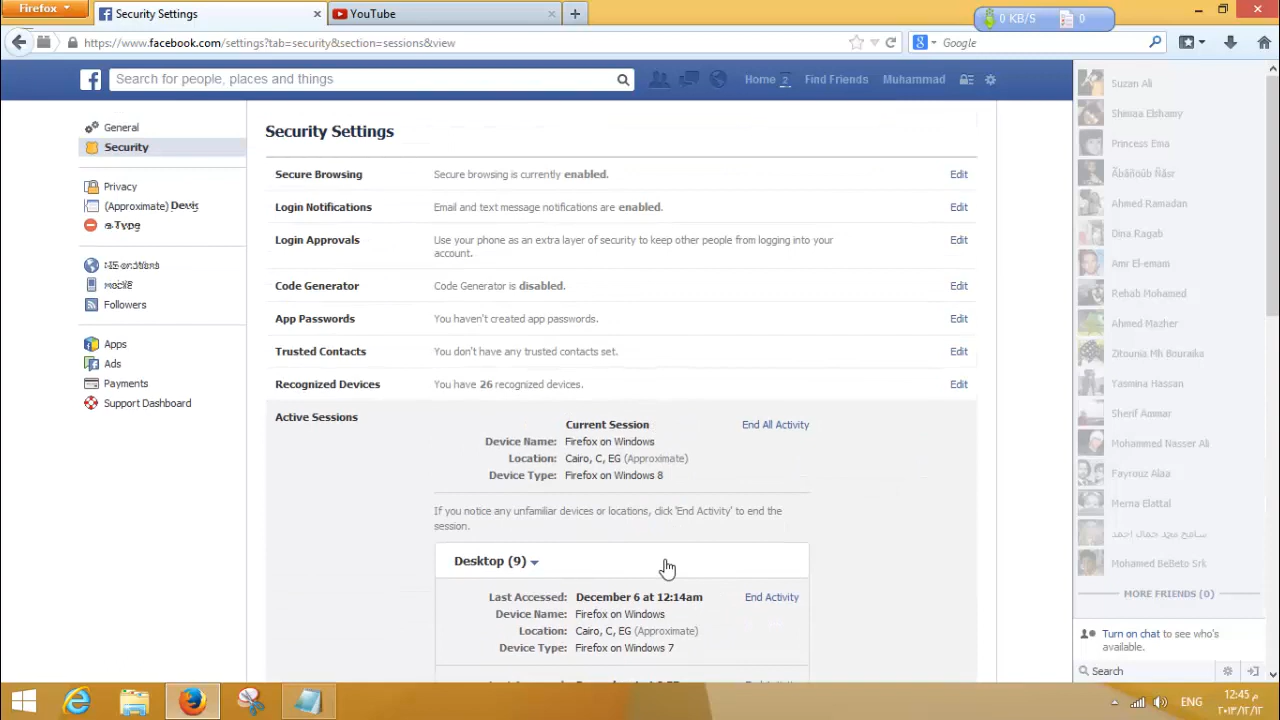 Firefox
Security Settings
YouTube
0 KB/S
0
https://www.facebook.com/settings?tab=security&section=sessions&view
Google
Search for people, places and things
Home 2
Find Friends
Muhammad
General
Security
Privacy
(Approximate)
Followers
Apps
Ads
Payments
Support Dashboard
Security Settings
Secure Browsing
Secure browsing is currently enabled.
Edit
Login Notifications
Email and text message notifications are enabled.
Edit
Login Approvals
Use your phone as an extra layer of security to keep other people from logging into your
account.
Edit
Code Generator
Code Generator is disabled.
Edit
App Passwords
You haven't created app passwords.
Edit
Trusted Contacts
You don't have any trusted contacts set.
Edit
Recognized Devices
You have 26 recognized devices.
Edit
Active Sessions
Current Session
End All Activity
Device Name: Firefox on Windows
Location: Cairo, C, EG (Approximate)
Device Type: Firefox on Windows 8
If you notice any unfamiliar devices or locations, click 'End Activity' to end the
session.
Desktop (9)
Last Accessed: December 6 at 12:14am
End Activity
Device Name: Firefox on Windows
Location: Cairo, C, EG (Approximate)
Device Type: Firefox on Windows 7
Suzan Ali
Shmaa Elshamy
Princess Ema
Ahmed Ramadan
Dina Ragab
Amr El-emam
Rehab Mohamed
Ahmed Mazher
Zitounia Mh Bouraika
Yasmina Hassan
Sherif Ammar
Mohammed Nasser Ali
Fayrouz Alaa
Merna Elattal
سامح محمد جمال احمد
Mohamed BeBeto Srk
MORE FRIENDS (0)
Turn on chat to see who's
available.
Search
ENG
12:45 م
٢٠١٣/١٢/١٢